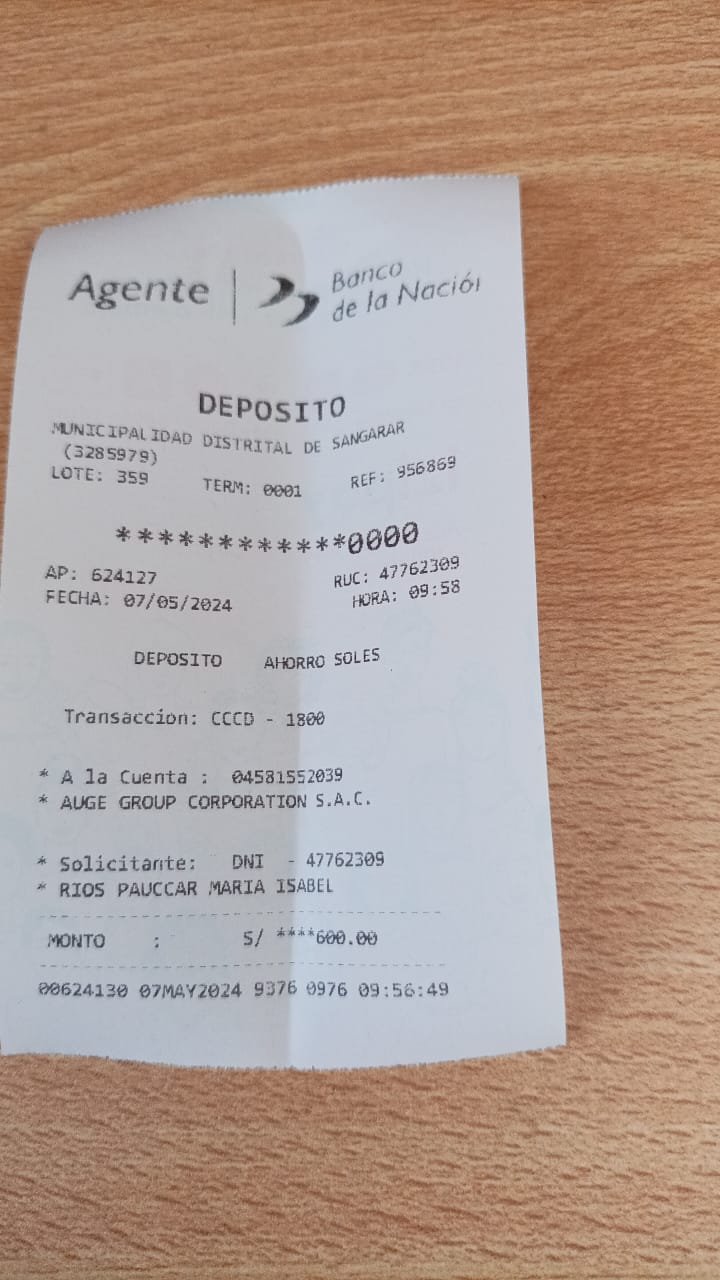 Agente | Banco
de la Nación
DEPOSITO
MUNICIPALIDAD DISTRITAL DE SANGARAR
(3285979)
LOTE: 359 TERM: 0001 REF: 956869
************0000
AP: 624127 RUC: 47762309
FECHA: 07/05/2024 HORA: 09:58
DEPOSITO AHORRO SOLES
Transaccion: CCCD - 1800
* A la Cuenta : 04581552039
* AUGE GROUP CORPORATION S.A.C.
* Solicitante: DNI - 47762309
* RIOS PAUCCAR MARIA ISABEL
MONTO : S/ ****600.00
00624130 07MAY2024 9376 0976 09:56:49